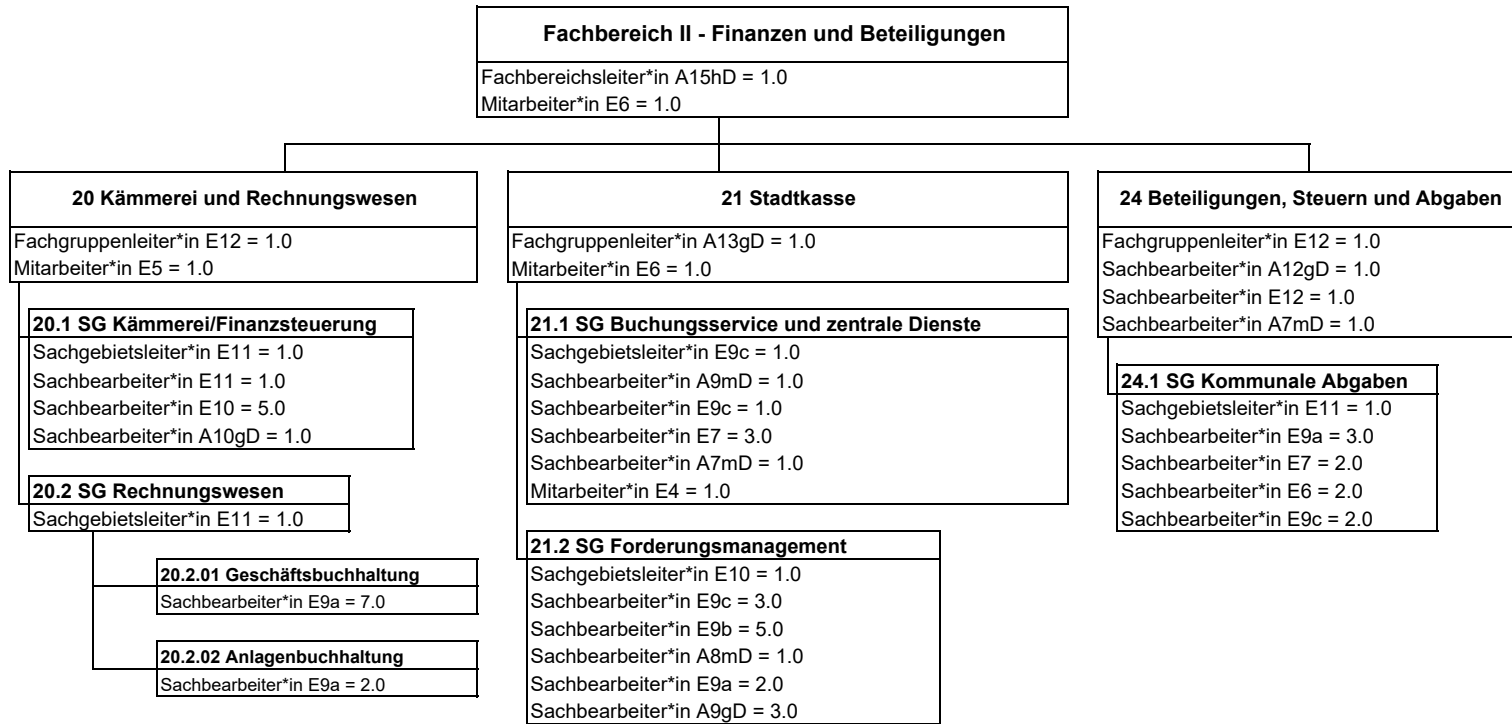 Fachbereich II - Finanzen und Beteiligungen
Fachbereichsleiter*in A15hD = 1.0
Mitarbeiter*in E6 = 1.0
20 Kämmerei und Rechnungswesen
Fachgruppenleiter*in E12 = 1.0
Mitarbeiter*in E5 = 1.0
20.1 SG Kämmerei/Finanzsteuerung
Sachgebietsleiter*in E11 = 1.0
Sachbearbeiter*in E11 = 1.0
Sachbearbeiter*in E10 = 5.0
Sachbearbeiter*in A10gD = 1.0
20.2 SG Rechnungswesen
Sachgebietsleiter*in E11 = 1.0
20.2.01 Geschäftsbuchhaltung
Sachbearbeiter*in E9a = 7.0
20.2.02 Anlagenbuchhaltung
Sachbearbeiter*in E9a = 2.0
21 Stadtkasse
Fachgruppenleiter*in A13gD = 1.0
Mitarbeiter*in E6 = 1.0
21.1 SG Buchungsservice und zentrale Dienste
Sachgebietsleiter*in E9c = 1.0
Sachbearbeiter*in A9mD = 1.0
Sachbearbeiter*in E9c = 1.0
Sachbearbeiter*in E7 = 3.0
Sachbearbeiter*in A7mD = 1.0
Mitarbeiter*in E4 = 1.0
21.2 SG Forderungsmanagement
Sachgebietsleiter*in E10 = 1.0
Sachbearbeiter*in E9c = 3.0
Sachbearbeiter*in E9b = 5.0
Sachbearbeiter*in A8mD = 1.0
Sachbearbeiter*in E9a = 2.0
Sachbearbeiter*in A9gD = 3.0
24 Beteiligungen, Steuern und Abgaben
Fachgruppenleiter*in E12 = 1.0
Sachbearbeiter*in A12gD = 1.0
Sachbearbeiter*in E12 = 1.0
Sachbearbeiter*in A7mD = 1.0
24.1 SG Kommunale Abgaben
Sachgebietsleiter*in E11 = 1.0
Sachbearbeiter*in E9a = 3.0
Sachbearbeiter*in E7 = 2.0
Sachbearbeiter*in E6 = 2.0
Sachbearbeiter*in E9c = 2.0